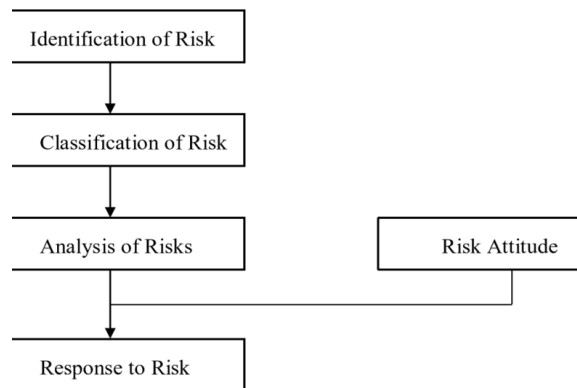 Identification of Risk
Classification of Risk
Analysis of Risks
Risk Attitude
Response to Risk